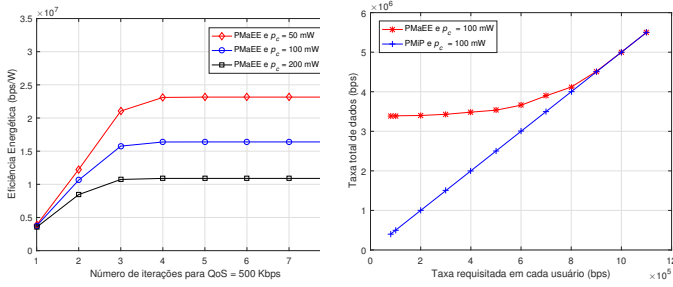 ×10⁷
3.5
3
2.5
2
1.5
1
0.5
0
1 2 3 4 5 6 7
Eficiência Energética (bps/W)
Número de iterações para QoS = 500 Kbps
PMaEE e p_c = 50 mW
PMaEE e p_c = 100 mW
PMaEE e p_c = 200 mW
×10⁶
6
5
4
3
2
1
0
0 2 4 6 8 10 12
×10⁵
Taxa total de dados (bps)
Taxa requisitada em cada usuário (bps)
PMaEE e p_c = 100 mW
PMiP e p_c = 100 mW